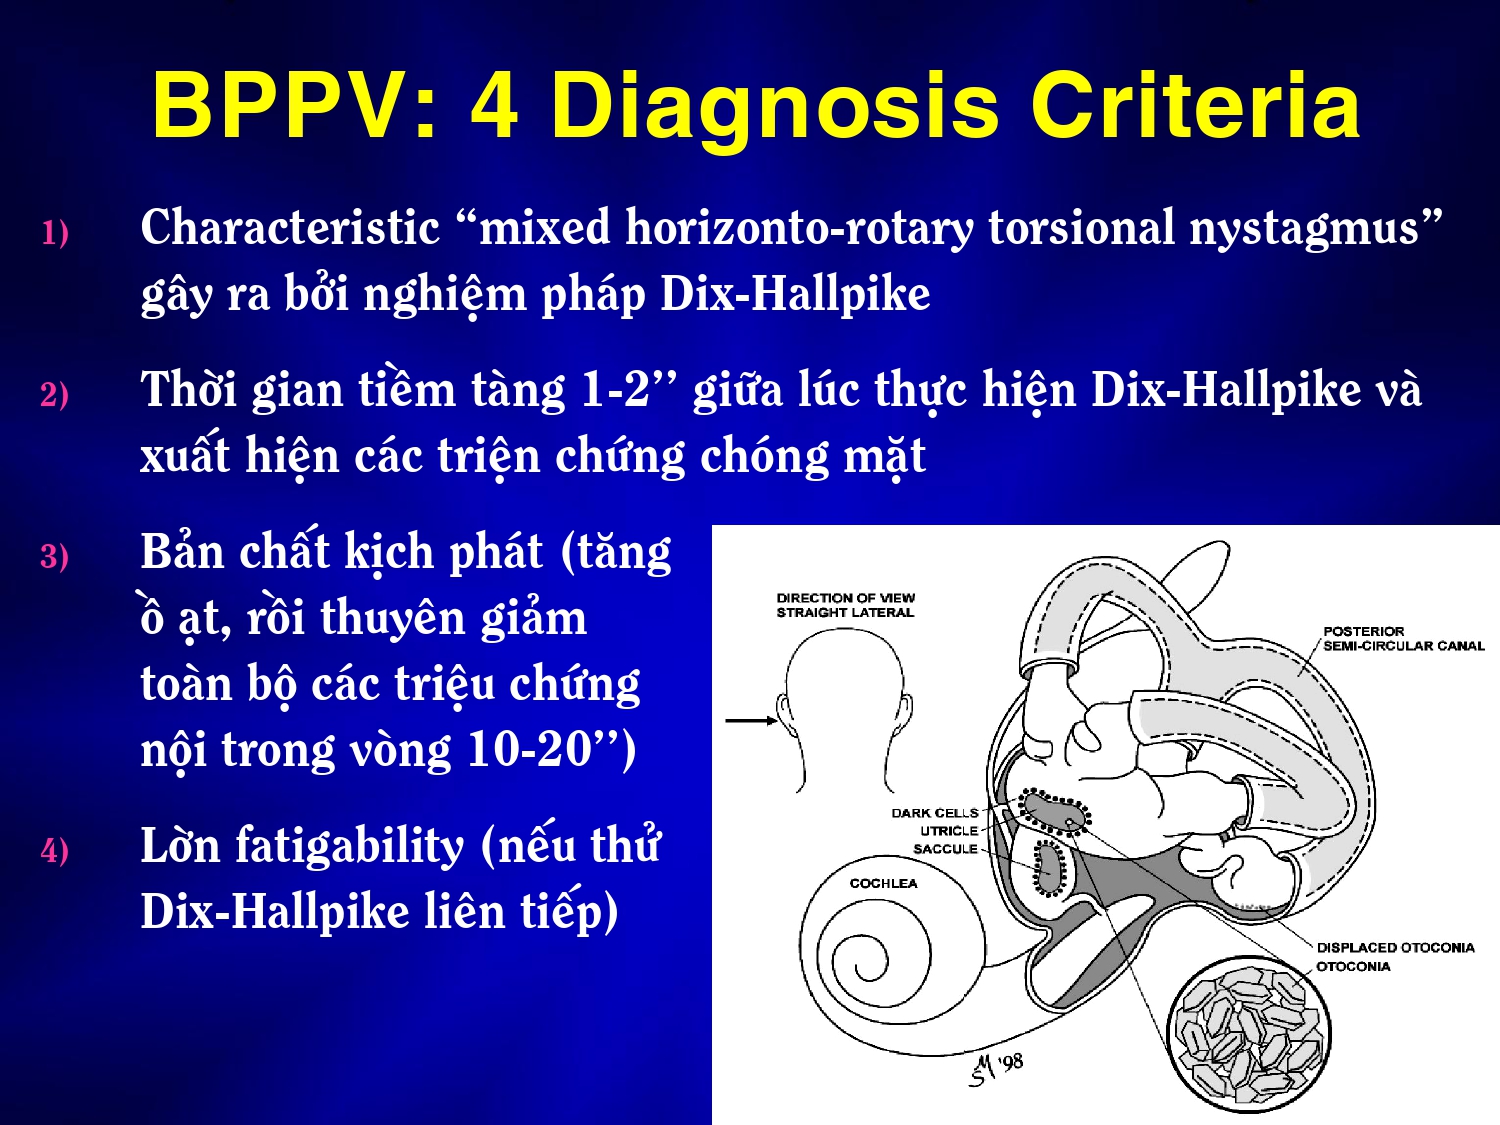 BPPV: 4 Diagnosis Criteria
1) Characteristic “mixed horizonto-rotary torsional nystagmus”
gây ra bởi nghiệm pháp Dix-Hallpike
2) Thời gian tiềm tàng 1-2’’ giữa lúc thực hiện Dix-Hallpike và
xuất hiện các triện chứng chóng mặt
3) Bản chất kịch phát (tăng
ồ ạt, rồi thuyên giảm
toàn bộ các triệu chứng
nội trong vòng 10-20’’)
4) Lờn fatigability (nếu thử
Dix-Hallpike liên tiếp)
DIRECTION OF VIEW
STRAIGHT LATERAL
POSTERIOR
SEMI-CIRCULAR CANAL
DARK CELLS
UTRICLE
SACCULE
COCHLEA
DISPLACED OTOCONIA
OTOCONIA
'98